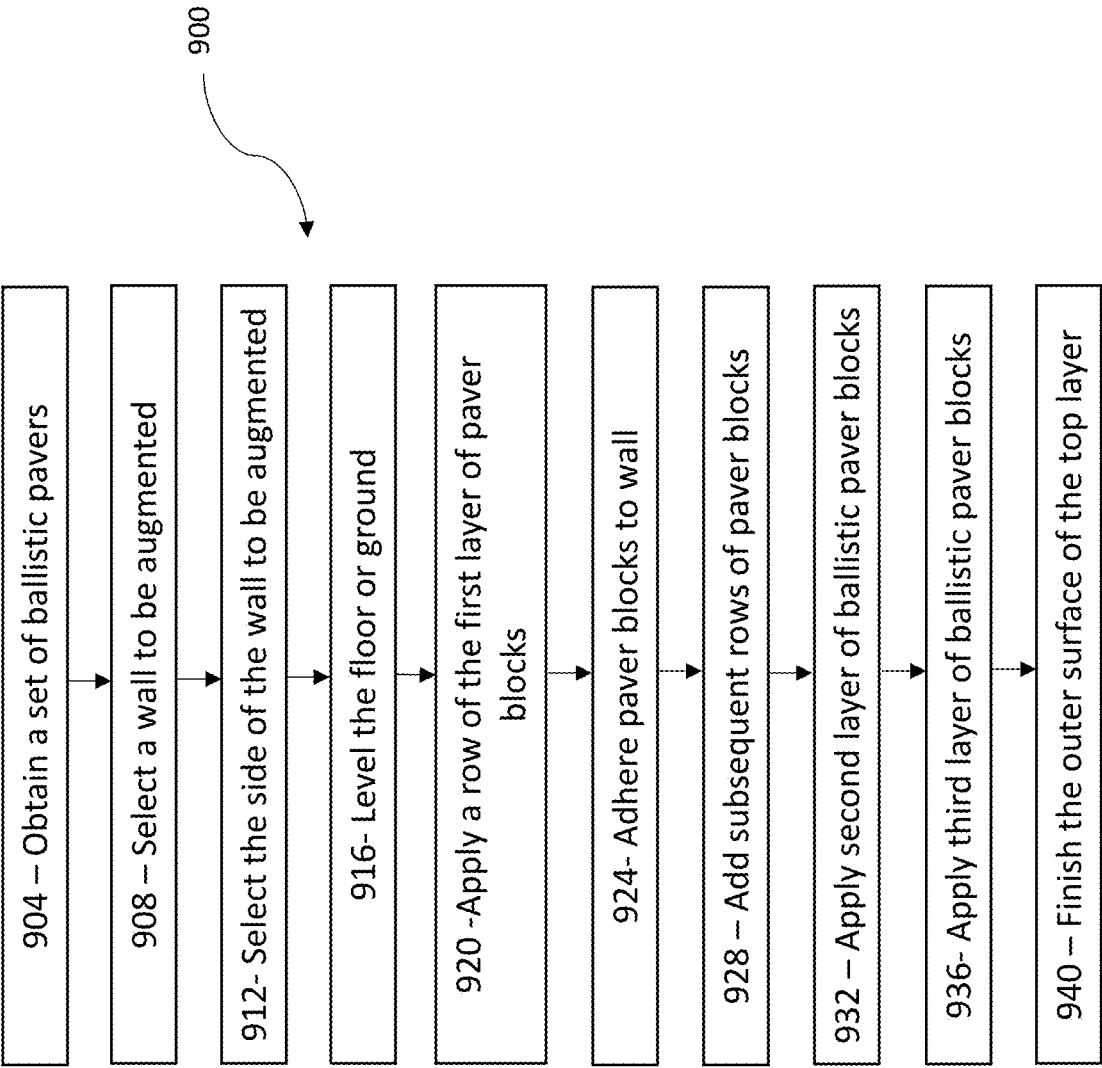 900
904 – Obtain a set of ballistic pavers
908 – Select a wall to be augmented
912- Select the side of the wall to be augmented
916- Level the floor or ground
920 -Apply a row of the first layer of paver
blocks
924- Adhere paver blocks to wall
928 – Add subsequent rows of paver blocks
932 – Apply second layer of ballistic paver blocks
936- Apply third layer of ballistic paver blocks
940 – Finish the outer surface of the top layer